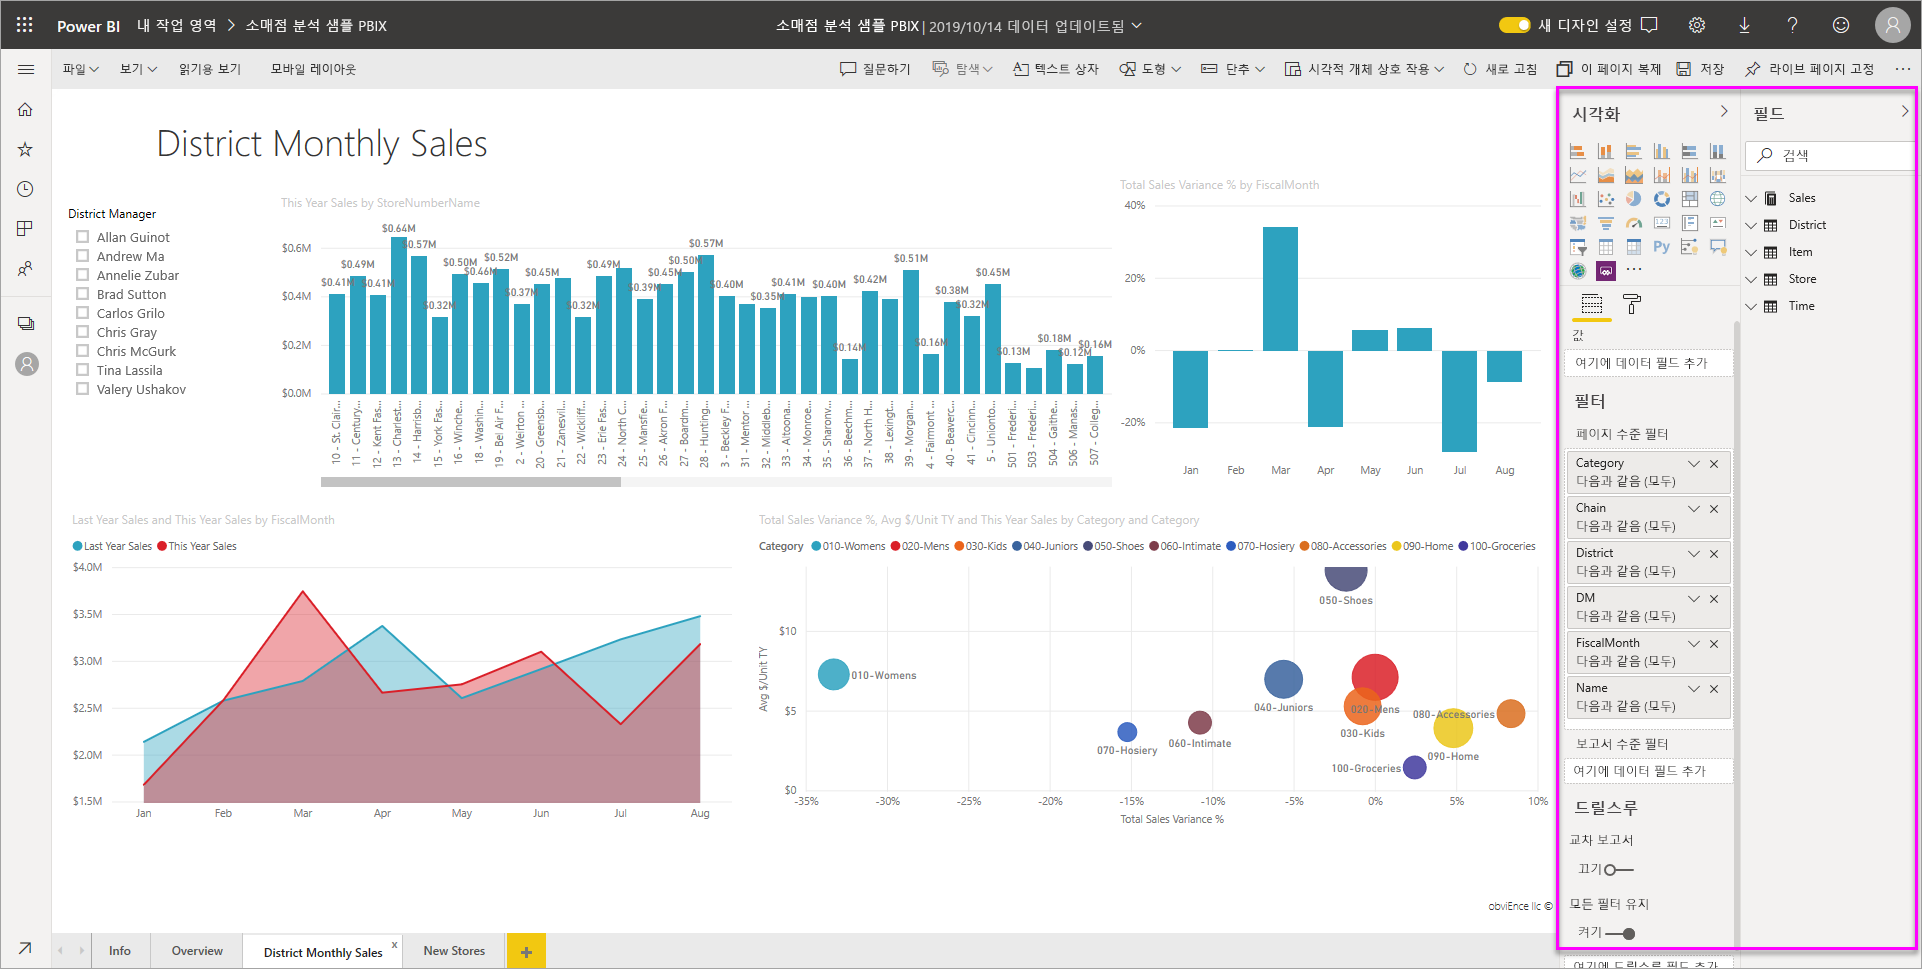 Power BI 내 작업 영역 > 소매점 분석 샘플 PBIX
소매점 분석 샘플 PBIX | 2019/10/14 데이터 업데이트됨
새 디자인 설정
파일 보기 읽기용 보기 모바일 레이아웃
질문하기 탐색 텍스트 상자 도형 단추 시각적 개체 상호 작용 새로 고침 이 페이지 복제 저장 라이브 페이지 고정 ...
District Monthly Sales
District Manager
Allan Guinot
Andrew Ma
Annelie Zubar
Brad Sutton
Carlos Grilo
Chris Gray
Chris McGurk
Tina Lassila
Valery Ushakov
This Year Sales by StoreNumberName
$0.6M
$0.4M
$0.2M
$0.0M
$0.41M
$0.49M
$0.41M
$0.64M
$0.57M
$0.32M
$0.50M
$0.46M
$0.52M
$0.37M
$0.45M
$0.32M
$0.49M
$0.39M
$0.45M
$0.50M
$0.57M
$0.40M
$0.35M
$0.41M
$0.40M
$0.14M
$0.42M
$0.51M
$0.16M
$0.38M
$0.32M
$0.45M
$0.13M
$0.18M
$0.12M
$0.16M
10 - St. Clair...
11 - Century...
12 - Kent Fas...
13 - Charlest...
14 - Harrisb...
15 - York Fas...
16 - Winche...
18 - Washin...
19 - Bel Air F...
2 - Weirton ...
20 - Greensb...
21 - Zanesvil...
22 - Wickliff...
23 - Erie Fas...
24 - North C...
25 - Mansfie...
26 - Akron F...
27 - Boardm...
28 - Hunting...
3 - Beckley F...
31 - Mentor ...
32 - Middleb...
33 - Altoona...
34 - Monroe...
35 - Sharonv...
36 - Beechm...
37 - North H...
38 - Lexingt...
39 - Morgan...
4 - Fairmont ...
40 - Beaverc...
41 - Cincinn...
5 - Unionto...
501 - Frederi...
503 - Frederi...
504 - Gaithe...
506 - Manas...
507 - Colleg...
Total Sales Variance % by FiscalMonth
40%
20%
0%
-20%
Jan Feb Mar Apr May Jun Jul Aug
Last Year Sales and This Year Sales by FiscalMonth
Last Year Sales This Year Sales
$4.0M
$3.5M
$3.0M
$2.5M
$2.0M
$1.5M
Jan Feb Mar Apr May Jun Jul Aug
Total Sales Variance %, Avg $/Unit TY and This Year Sales by Category and Category
Category 010-Womens 020-Mens 030-Kids 040-Juniors 050-Shoes 060-Intimate 070-Hosiery 080-Accessories 090-Home 100-Groceries
Avg $/Unit TY
$10
$5
$0
050-Shoes
010-Womens
040-Juniors
020-Mens
080-Accessories
030-Kids
060-Intimate
070-Hosiery
090-Home
100-Groceries
-35% -30% -25% -20% -15% -10% -5% 0% 5% 10%
Total Sales Variance %
obviEnce llc ©
Info Overview District Monthly Sales x New Stores +
시각화
Py
값
여기에 데이터 필드 추가
필터
페이지 수준 필터
Category
다음과 같음 (모두)
Chain
다음과 같음 (모두)
District
다음과 같음 (모두)
DM
다음과 같음 (모두)
FiscalMonth
다음과 같음 (모두)
Name
다음과 같음 (모두)
보고서 수준 필터
여기에 데이터 필드 추가
드릴스루
교차 보고서
끄기
모든 필터 유지
켜기
여기에 드릴스루 필드 추가
필드
검색
Sales
District
Item
Store
Time